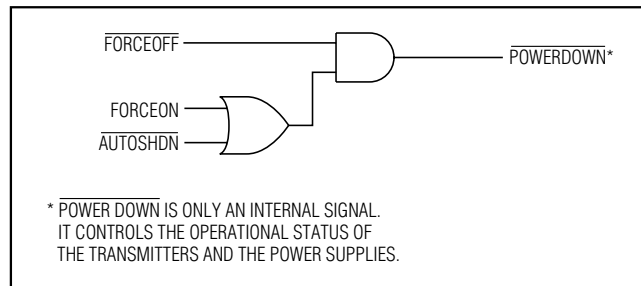 FORCEOFF
POWERDOWN*
FORCEON
AUTOSHDN
* POWER DOWN IS ONLY AN INTERNAL SIGNAL.
IT CONTROLS THE OPERATIONAL STATUS OF
THE TRANSMITTERS AND THE POWER SUPPLIES.